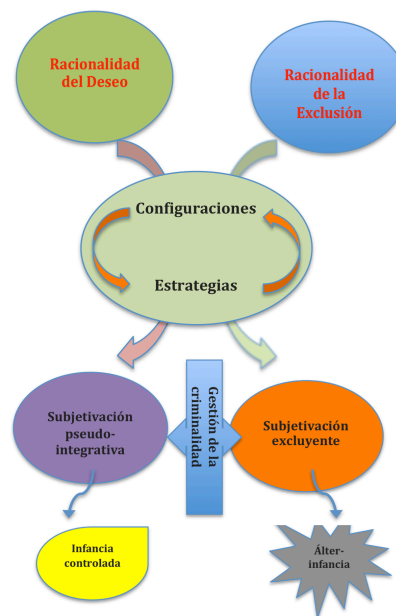 Racionalidad
del Deseo
Racionalidad
de la
Exclusión
Configuraciones
Estrategias
Subjetivación
pseudo-
integrativa
Gestión de la
criminalidad
Subjetivación
excluyente
Infancia
controlada
Álter-
infancia